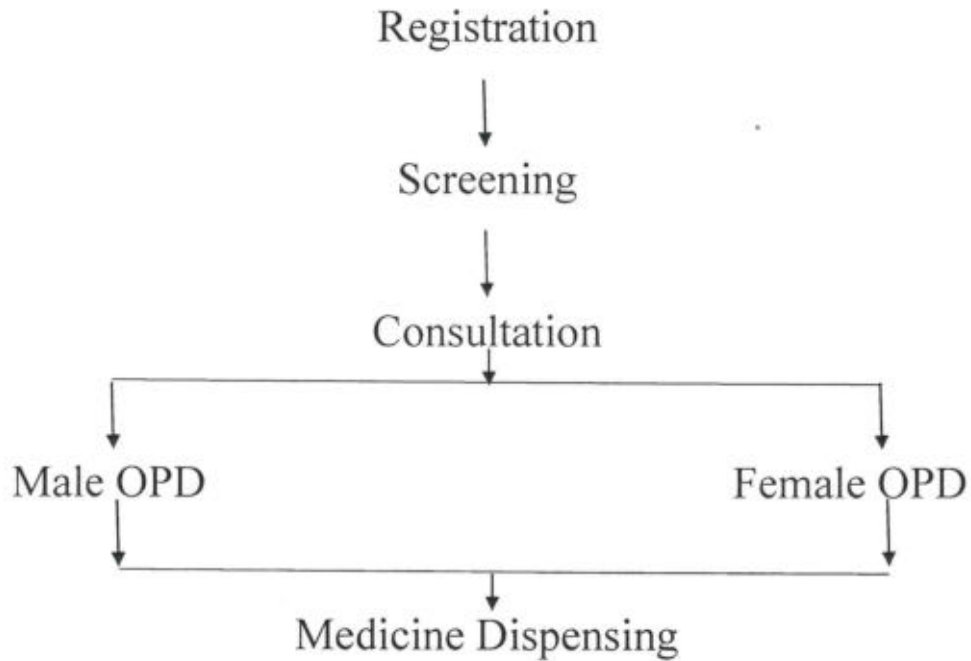 Registration
Screening
Consultation
Male OPD
Female OPD
Medicine Dispensing